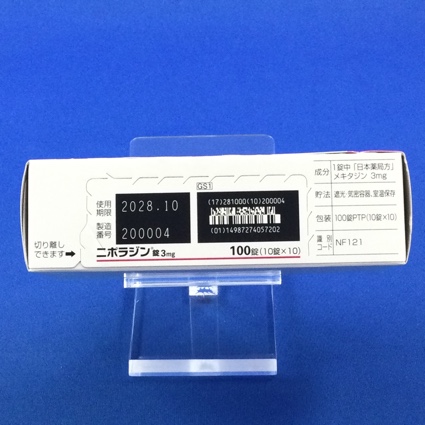 切り離し
できます→
使用
期限
2028.10
製造
番号
200004
ニポラジン錠3mg
GS1
(17)281000(10)200004
(01)14987274057202
100錠(10錠×10)
成分 1錠中「日本薬局方」
メキタジン 3mg
貯法 遮光・気密容器、室温保存
包装 100錠PTP(10錠×10)
識別
コード
NF121